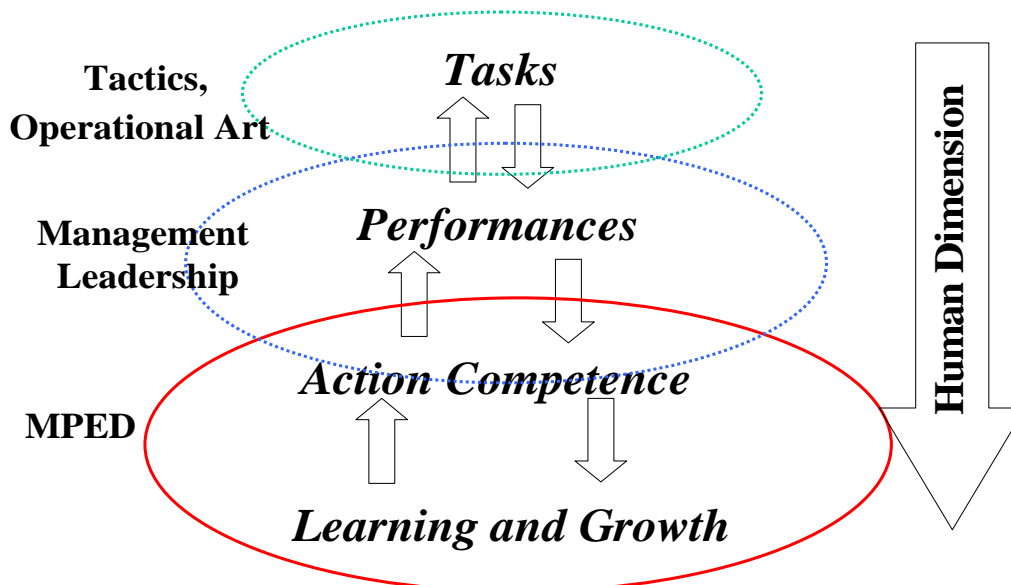 Tasks
Tactics,
Operational Art
Performances
Management
Leadership
Action Competence
MPED
Learning and Growth
Human Dimension